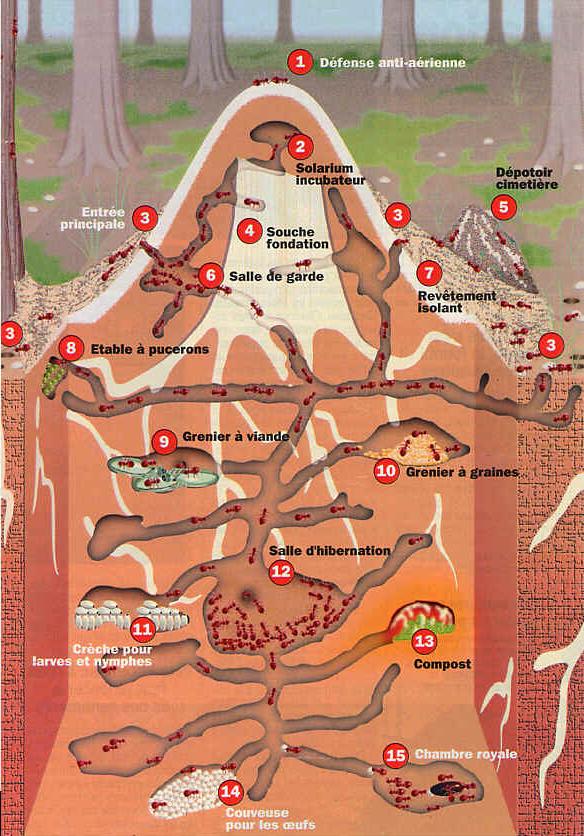 1 Défense anti-aérienne
2
Solarium
incubateur
Dépotoir
cimetière
5
Entrée
principale
3
3
4 Souche
fondation
6 Salle de garde
7
Revêtement
isolant
3
3
8 Etable à pucerons
9 Grenier à viande
10 Grenier à graines
Salle d'hibernation
12
11
Crèche pour
larves et nymphes
13
Compost
15 Chambre royale
14
Couveuse
pour les œufs